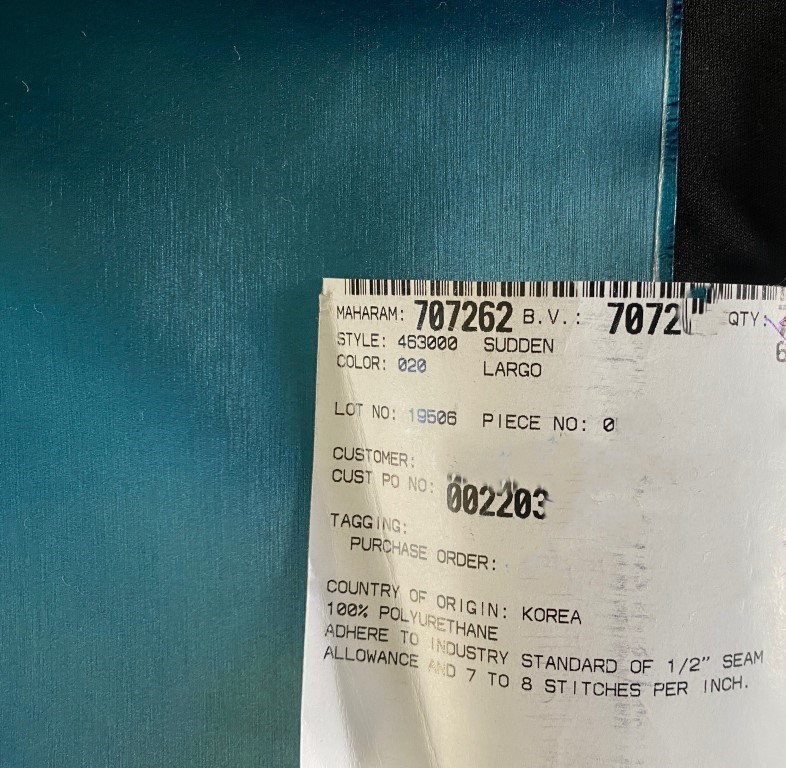 MAHARAM: 707262 B.V.: 7072 QTY:
STYLE: 463000 SUDDEN
COLOR: 020 LARGO
LOT NO: 19506 PIECE NO: 0
CUSTOMER:
CUST PO NO: 002203
TAGGING:
PURCHASE ORDER:
COUNTRY OF ORIGIN: KOREA
100% POLYURETHANE
ADHERE TO INDUSTRY STANDARD OF 1/2" SEAM
ALLOWANCE AND 7 TO 8 STITCHES PER INCH.